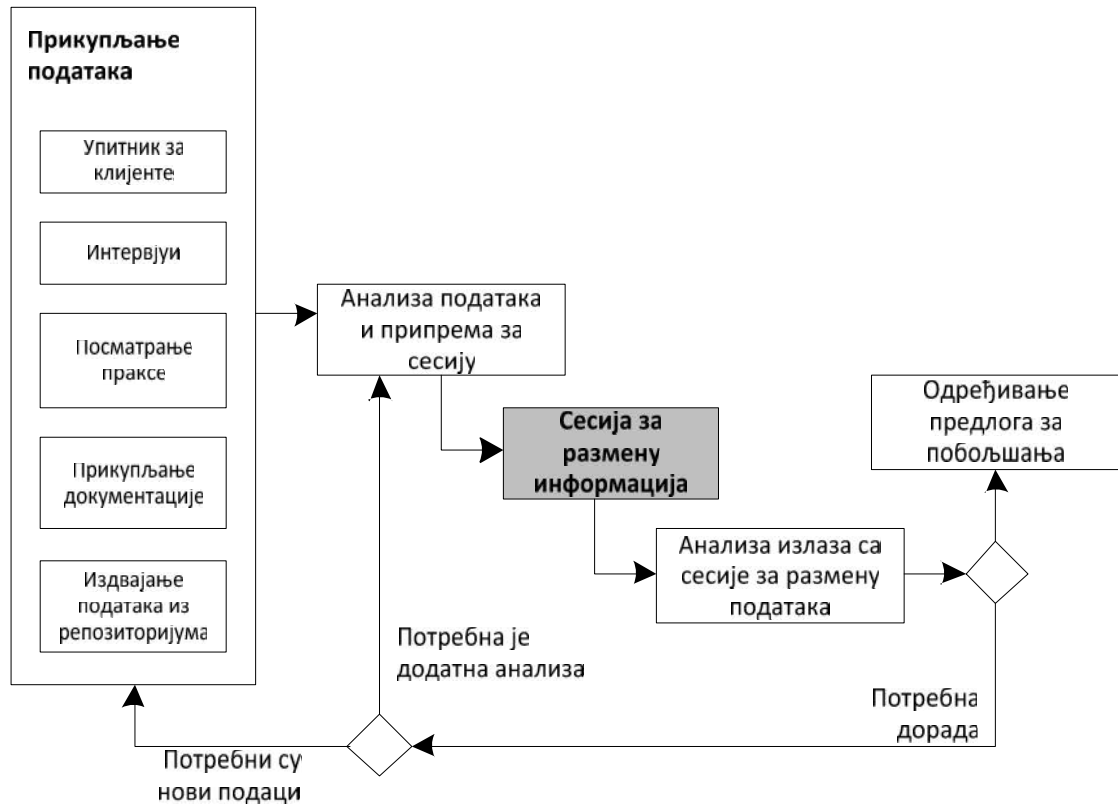 Прикупљање
података
Упитник за
клијенте
Интервјуи
Посматрање
праксе
Прикупљање
документације
Издвајање
података из
репозиторијума
Анализа података
и припрема за
сесију
Сесија за
размену
информација
Анализа излаза са
сесије за размену
података
Одређивање
предлога за
побољшања
Потребна је
додатна анализа
Потребна
дорада
Потребни су
нови подаци